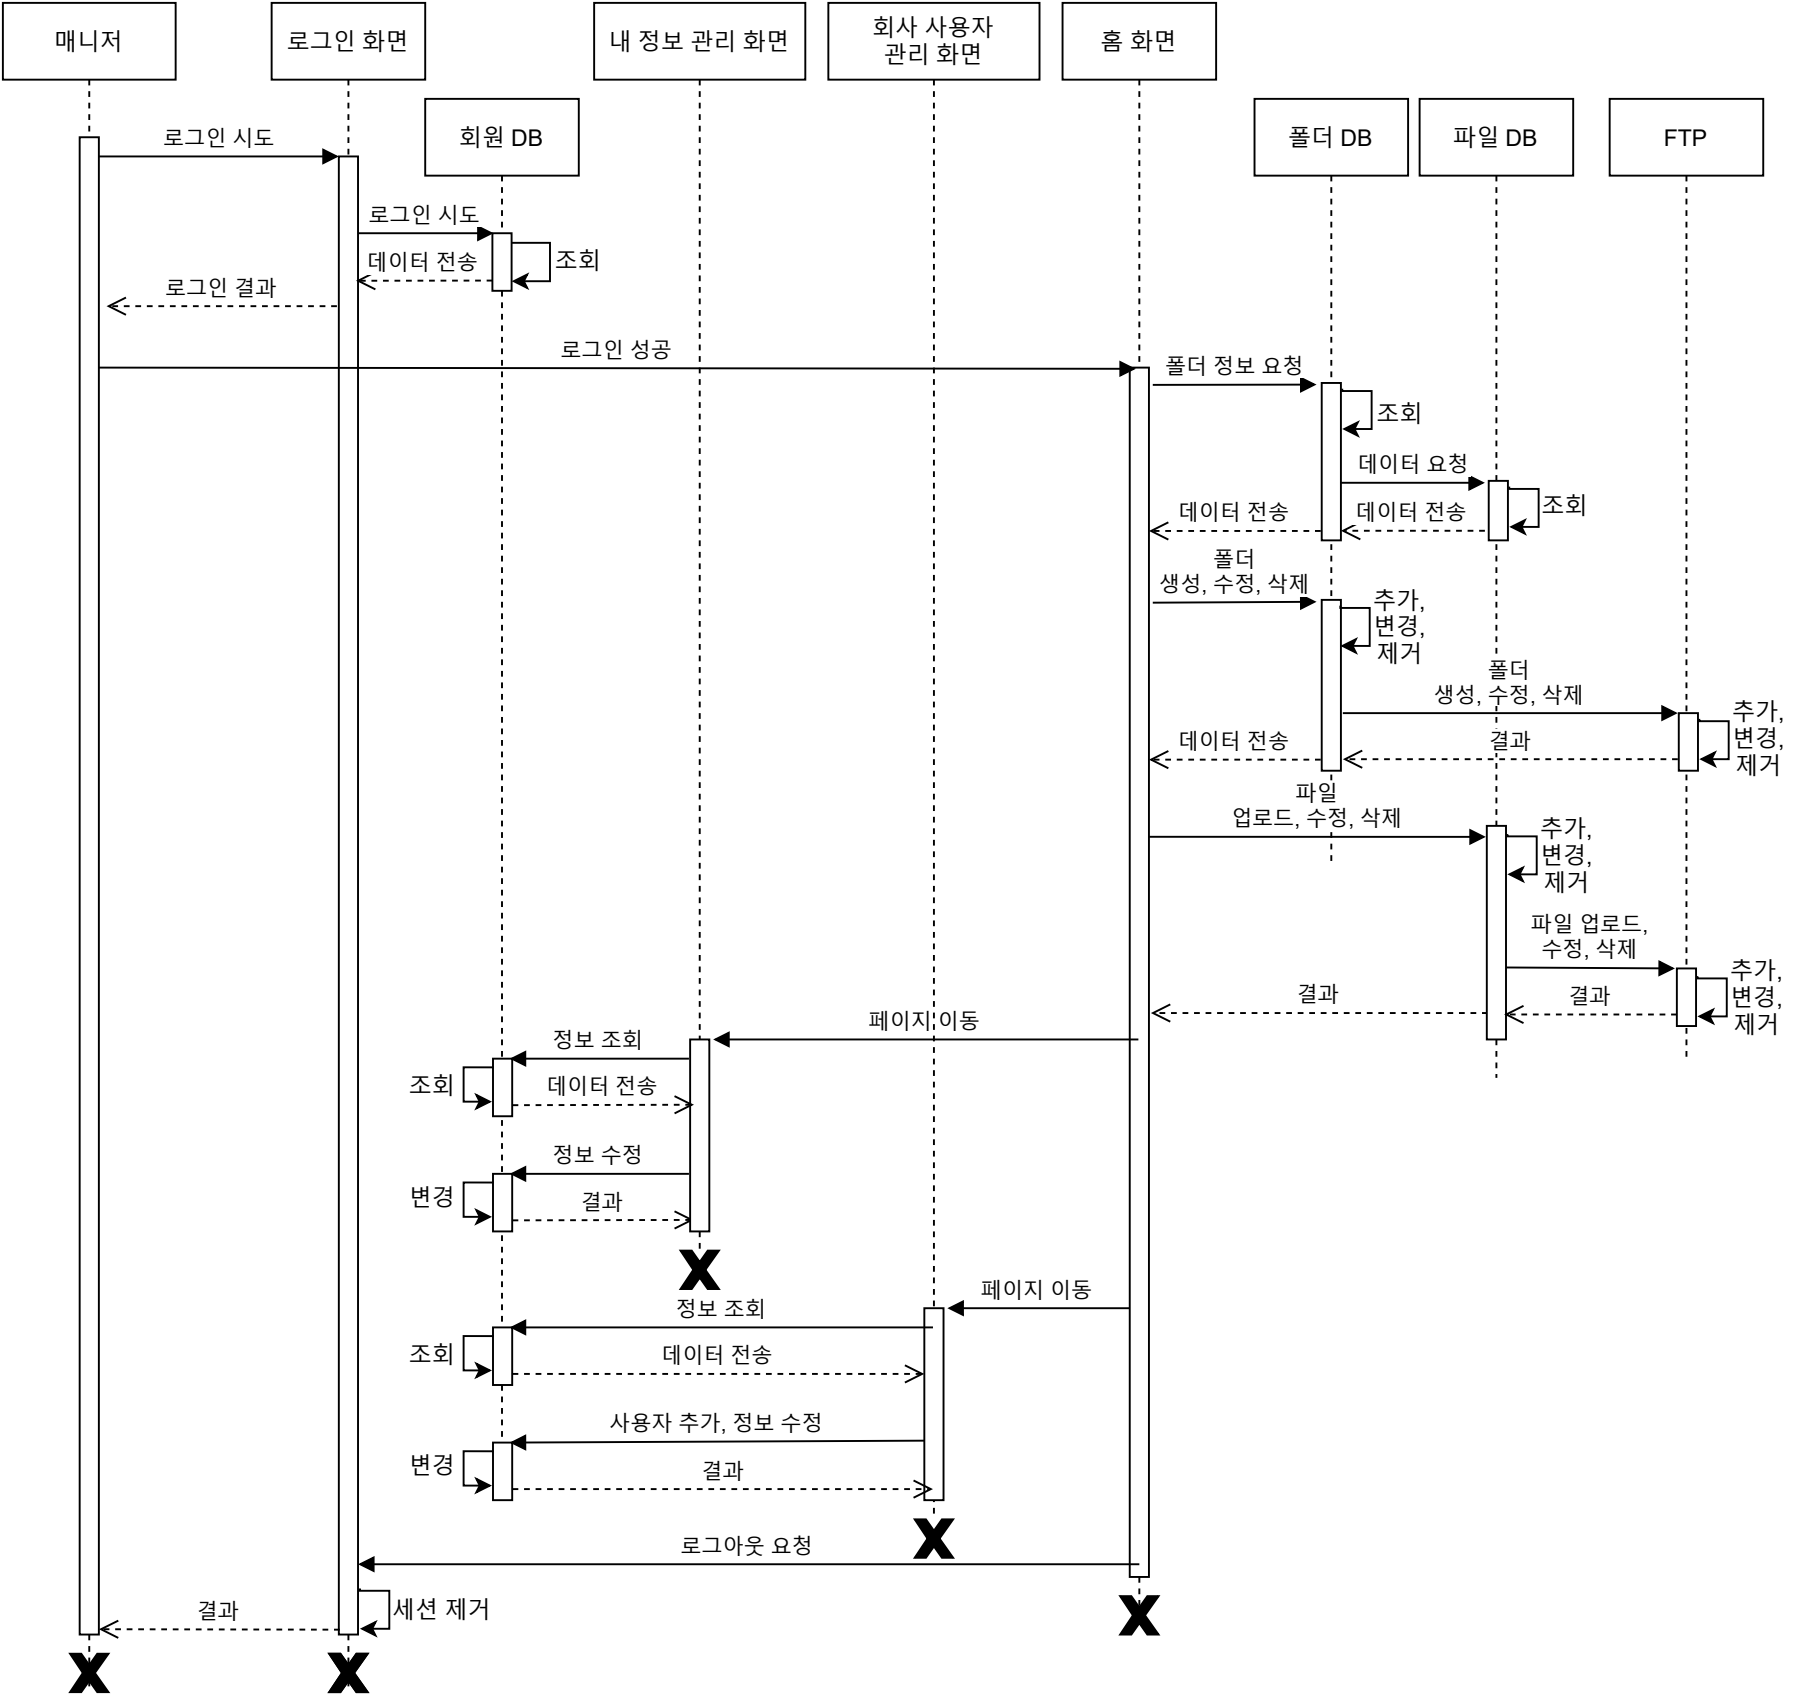 매니저
로그인 화면
내 정보 관리 화면
회사 사용자
관리 화면
홈 화면
회원 DB
폴더 DB
파일 DB
FTP
로그인 시도
로그인 시도
데이터 전송
조회
로그인 결과
로그인 성공
폴더 정보 요청
조회
데이터 요청
데이터 전송
데이터 전송
조회
폴더
생성, 수정, 삭제
추가,
변경,
제거
폴더
생성, 수정, 삭제
추가,
변경,
제거
데이터 전송
결과
파일
업로드, 수정, 삭제
추가,
변경,
제거
파일 업로드,
수정, 삭제
추가,
변경,
제거
결과
결과
페이지 이동
정보 조회
조회
데이터 전송
정보 수정
변경
결과
페이지 이동
정보 조회
조회
데이터 전송
사용자 추가, 정보 수정
변경
결과
로그아웃 요청
결과
세션 제거